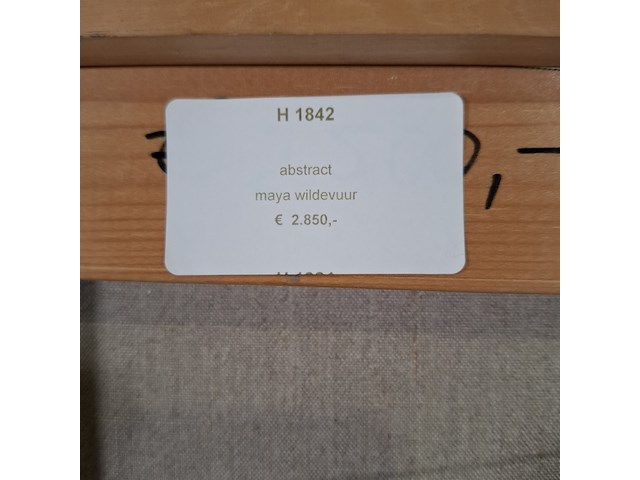 H 1842
abstract
maya wildevuur
€ 2.850,-